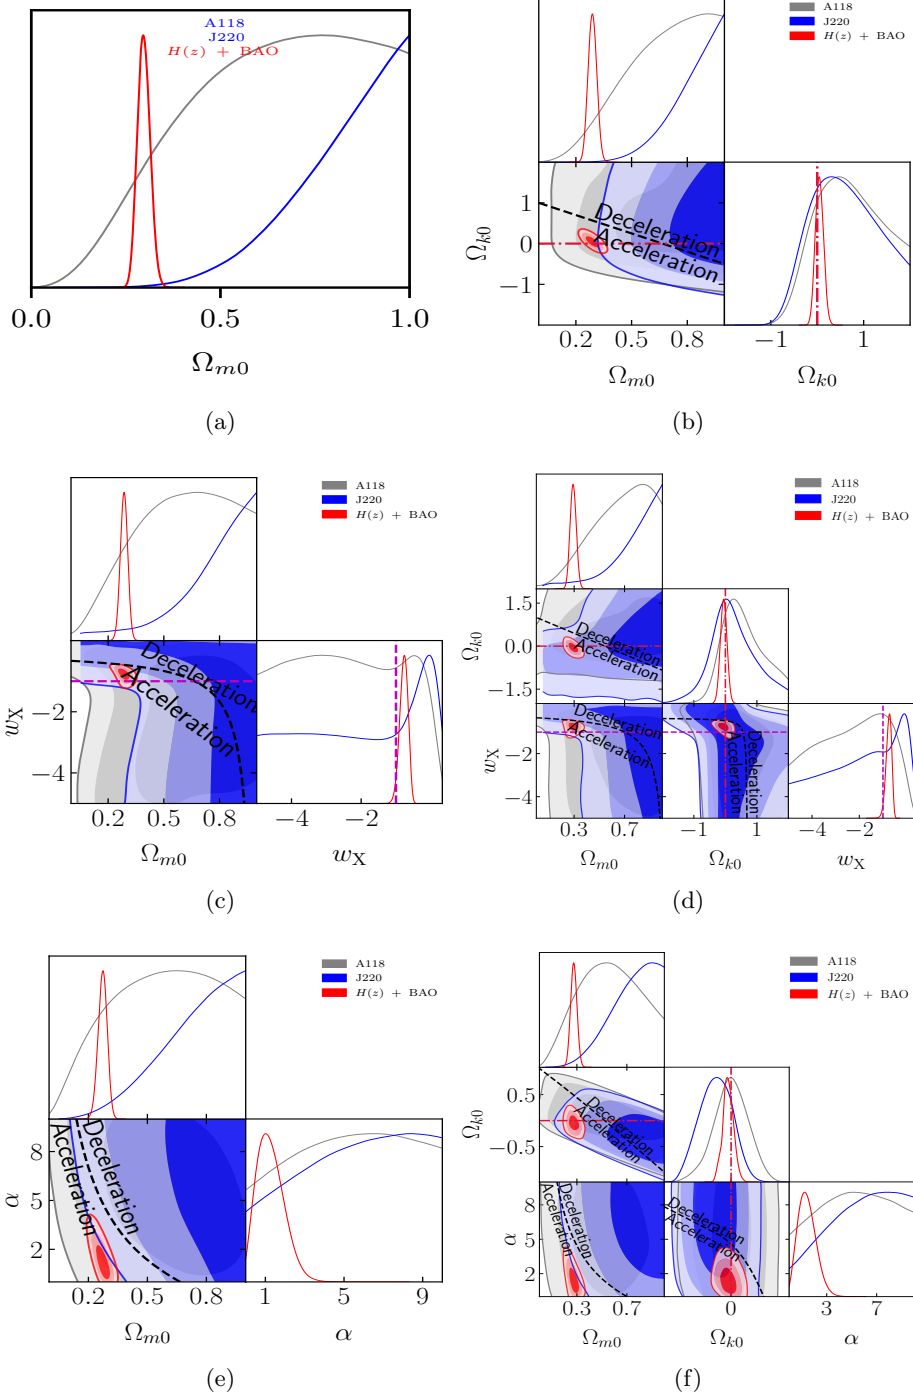 A118
J220
H(z) + BAO
0.0 0.5 1.0
Ω_{m0}
(a)
A118
J220
H(z) + BAO
Ω_{k0}
1
0
−1
Deceleration
Acceleration
0.2 0.5 0.8
−1 1
Ω_{m0} Ω_{k0}
(b)
A118
J220
H(z) + BAO
w_X
−2
−4
Deceleration
Acceleration
0.2 0.5 0.8
−4 −2
Ω_{m0} w_X
(c)
A118
J220
H(z) + BAO
Ω_{k0}
1.5
0.0
−1.5
Deceleration
Acceleration
w_X
−2
−4
Deceleration
Acceleration
Deceleration
Acceleration
0.3 0.7
−1 1
−4 −2
Ω_{m0} Ω_{k0} w_X
(d)
A118
J220
H(z) + BAO
α
8
5
2
Deceleration
Acceleration
0.2 0.5 0.8
1 5 9
Ω_{m0} α
(e)
A118
J220
H(z) + BAO
Ω_{k0}
0.5
−0.5
Deceleration
Acceleration
α
8
5
2
Deceleration
Acceleration
Deceleration
Acceleration
0.3 0.7
0
3 7
Ω_{m0} Ω_{k0} α
(f)